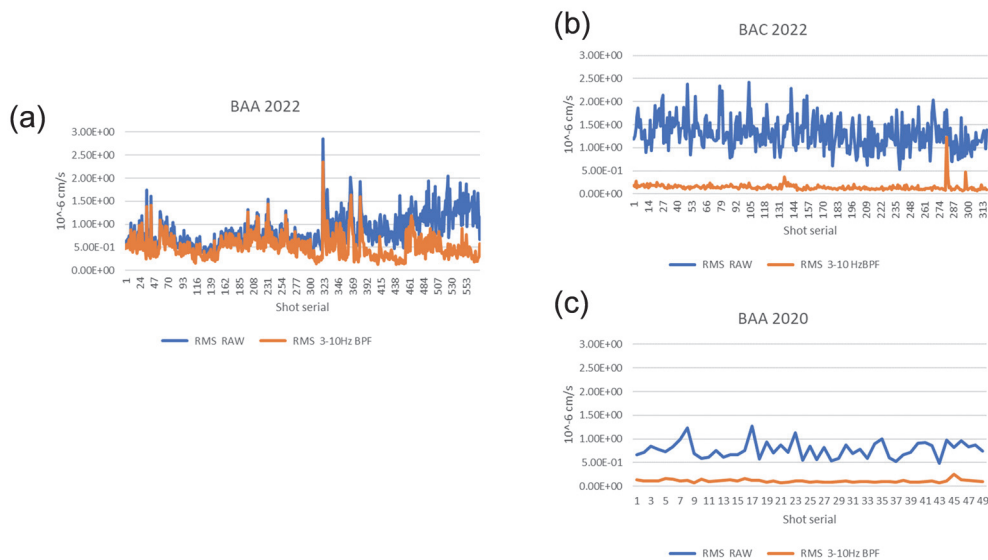 (a)
BAA 2022
3.00E+00
2.50E+00
2.00E+00
1.50E+00
1.00E+00
5.00E-01
0.00E+00
10^-6 cm/s
1 24 47 70 93 116 139 162 185 208 231 254 277 300 323 346 369 392 415 438 461 484 507 530 553
Shot serial
RMS RAW RMS 3-10Hz BPF
(b)
BAC 2022
3.00E+00
2.50E+00
2.00E+00
1.50E+00
1.00E+00
5.00E-01
0.00E+00
10^-6 cm/s
1 14 27 40 53 66 79 92 105 118 131 144 157 170 183 196 209 222 235 248 261 274 287 300 313
Shot serial
RMS RAW RMS 3-10 HzBPF
(c)
BAA 2020
3.00E+00
2.50E+00
2.00E+00
1.50E+00
1.00E+00
5.00E-01
0.00E+00
10^-6 cm/s
1 3 5 7 9 11 13 15 17 19 21 23 25 27 29 31 33 35 37 39 41 43 45 47 49
Shot serial
RMS RAW RMS 3-10Hz BPF